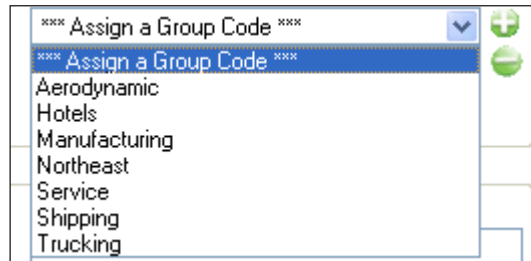 *** Assign a Group Code ***
*** Assign a Group Code ***
Aerodynamic
Hotels
Manufacturing
Northeast
Service
Shipping
Trucking